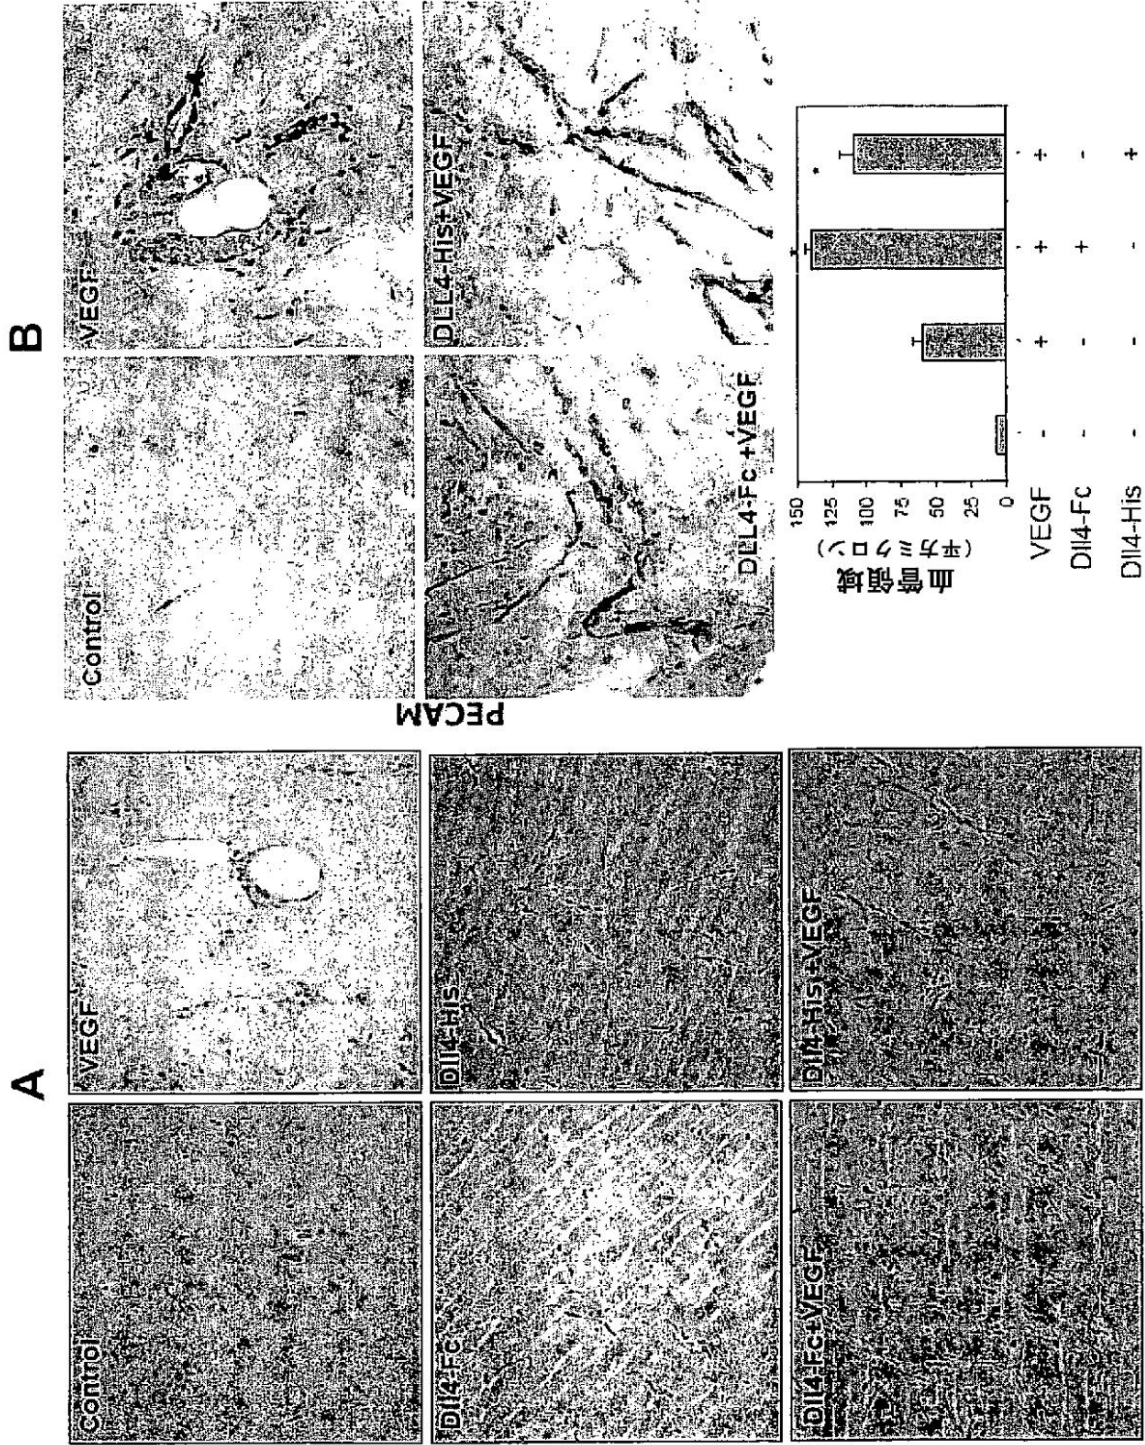 A
Control
VEGF
Dll4-Fc
Dll4-His
Dll4-Fc+VEGF
Dll4-His+VEGF
B
PECAM
Control
VEGF
DLL4-His+VEGF
DLL4-Fc +VEGF
血管領域
(平方ミクロン)
150
125
100
75
50
25
0
* *
VEGF - + + +
Dll4-Fc - - + -
Dll4-His - - - +